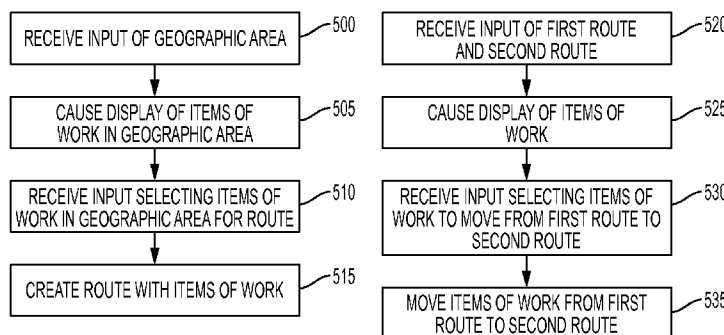 RECEIVE INPUT OF GEOGRAPHIC AREA
500
CAUSE DISPLAY OF ITEMS OF
WORK IN GEOGRAPHIC AREA
505
RECEIVE INPUT SELECTING ITEMS OF
WORK IN GEOGRAPHIC AREA FOR ROUTE
510
CREATE ROUTE WITH ITEMS OF WORK
515
RECEIVE INPUT OF FIRST ROUTE
AND SECOND ROUTE
520
CAUSE DISPLAY OF ITEMS OF
WORK
525
RECEIVE INPUT SELECTING ITEMS OF
WORK TO MOVE FROM FIRST ROUTE TO
SECOND ROUTE
530
MOVE ITEMS OF WORK FROM FIRST
ROUTE TO SECOND ROUTE
535